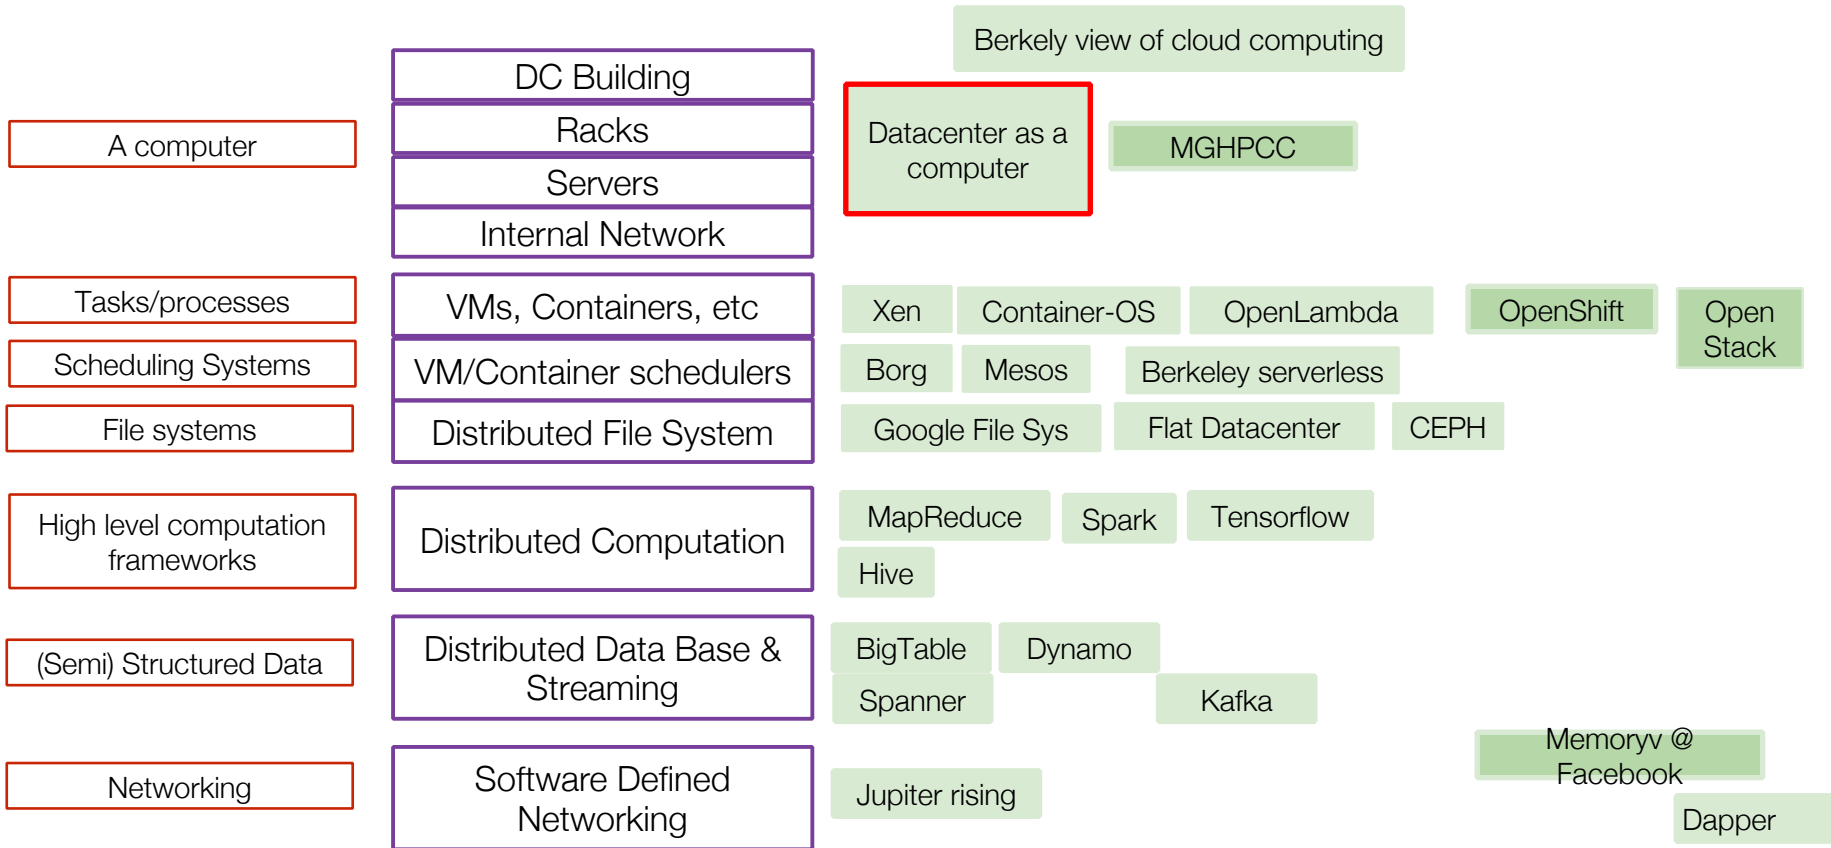 Berkely view of cloud computing
DC Building
Racks
Servers
Internal Network
A computer
Datacenter as a
computer
MGHPCC
Tasks/processes
VMs, Containers, etc
Xen
Container-OS
OpenLambda
OpenShift
Open
Stack
Scheduling Systems
VM/Container schedulers
Borg
Mesos
Berkeley serverless
File systems
Distributed File System
Google File Sys
Flat Datacenter
CEPH
High level computation
frameworks
Distributed Computation
MapReduce
Spark
Tensorflow
Hive
(Semi) Structured Data
Distributed Data Base &
Streaming
BigTable
Dynamo
Spanner
Kafka
Networking
Software Defined
Networking
Jupiter rising
Memoryv @
Facebook
Dapper